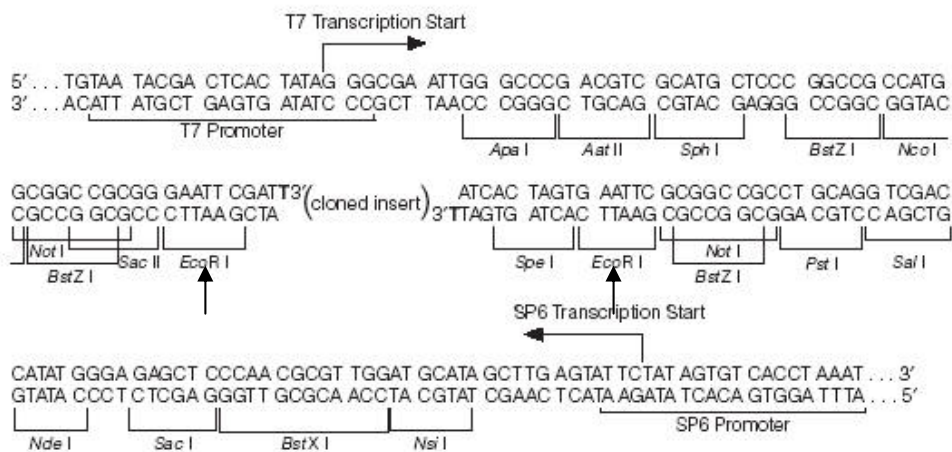 T7 Transcription Start
5′ ... TGTAA TACGA CTCAC TATAG GGCGA ATTGG GCCCG ACGTC GCATG CTCCC GGCCG CCATG
3′ ... ACATT ATGCT GAGTG ATATC CCGCT TAACC CGGGC TGCAG CGTAC GAGGG CCGGC GGTAC
T7 Promoter
Apa I Aat II Sph I BstZ I Nco I
GCGGC CGCGG GAATT CGATT3′ (cloned insert) ATCAC TAGTG AATTC GCGGC CGCCT GCAGG TCGAC
CGCCG GCGCC CTTAAGCTA 3′TTAGTG ATCAC TTAAG CGCCG GCGGA CGTCC AGCTG
Not I BstZ I Sac II EcoR I Spe I EcoR I Not I BstZ I Pst I Sal I
SP6 Transcription Start
CATAT GGGA GAGCT CCCAA CGCGT TGGAT GCATA GCTTG AGTAT TCTAT AGTGT CACCT AAAT ... 3′
GTATA CCCT CTCGA GGGTT GCGCA ACCTA CGTAT CGAAC TCATA AGATA TCACA GTGGA TTTA ... 5′
Nde I Sac I BstX I Nsi I SP6 Promoter